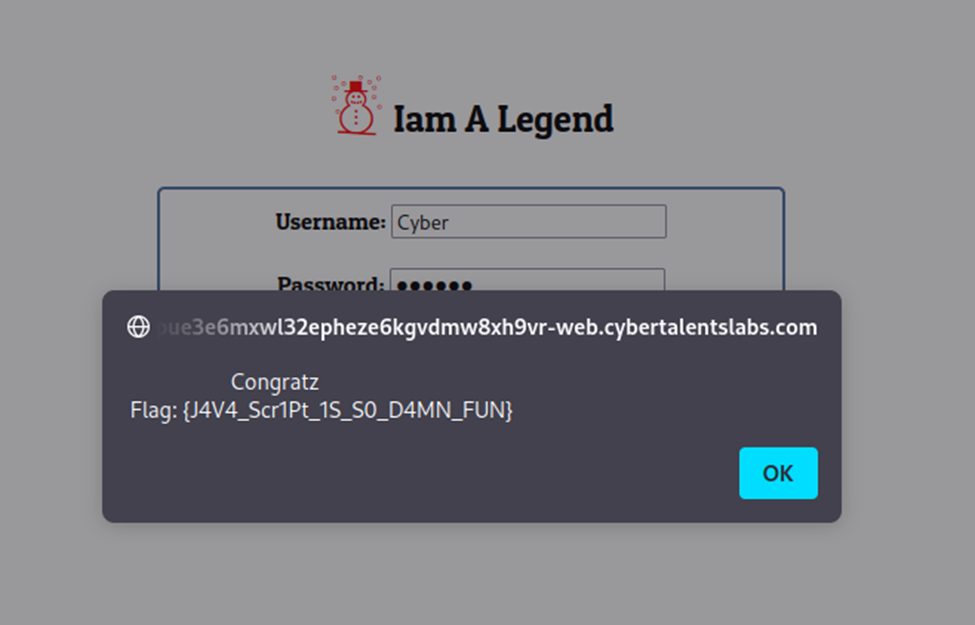 Iam A Legend
Username: Cyber
Password: ●●●●●●
pue3e6mxwl32epheze6kgvdmw8xh9vr-web.cybertalentslabs.com
Congratz
Flag: {J4V4_Scr1Pt_1S_S0_D4MN_FUN}
OK